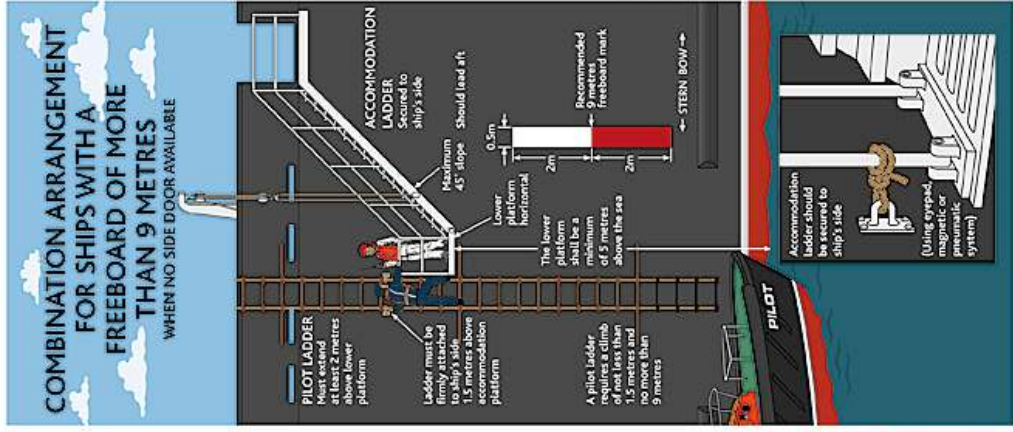 COMBINATION ARRANGEMENT
FOR SHIPS WITH A
FREEBOARD OF MORE
THAN 9 METRES
WHEN NO SIDE DOOR AVAILABLE
PILOT LADDER
Must extend
at least 2 metres
above lower
platform
Ladder must be
firmly attached
to ship's side
1.5 metres above
accommodation
platform
A pilot ladder
requires a climb
of not less than
1.5 metres and
no more than
9 metres
ACCOMMODATION
LADDER
Secured to
ship's side
Should lead aft
Maximum
45° slope
Lower
platform
horizontal
The lower
platform
shall be a
minimum
of 5 metres
above the sea
0.5m
2m
2m
Recommended
9 metres
freeboard mark
← STERN BOW →
PILOT
Accommodation
ladder should
be secured to
ship's side
(Using eyepad,
magnetic or
pneumatic
system)